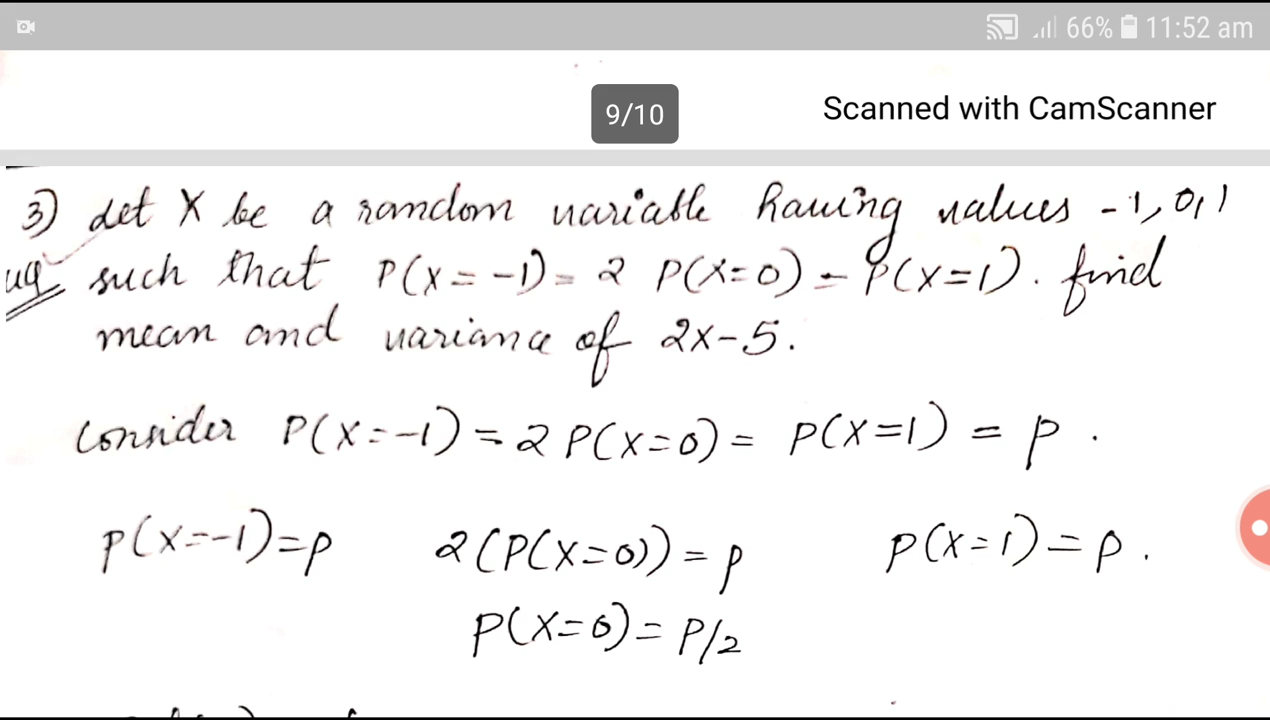 66% 11:52 am
9/10
Scanned with CamScanner
3) Let X be a random variable having values -1, 0, 1
uq such that P(X = -1) = 2 P(X=0) = P(X=1). find
mean and variance of 2X-5.
Consider P(X=-1) = 2 P(X=0) = P(X=1) = p .
P(X=-1)=p 2(P(X=0)) = p P(X=1) = p .
P(X=0) = P/2